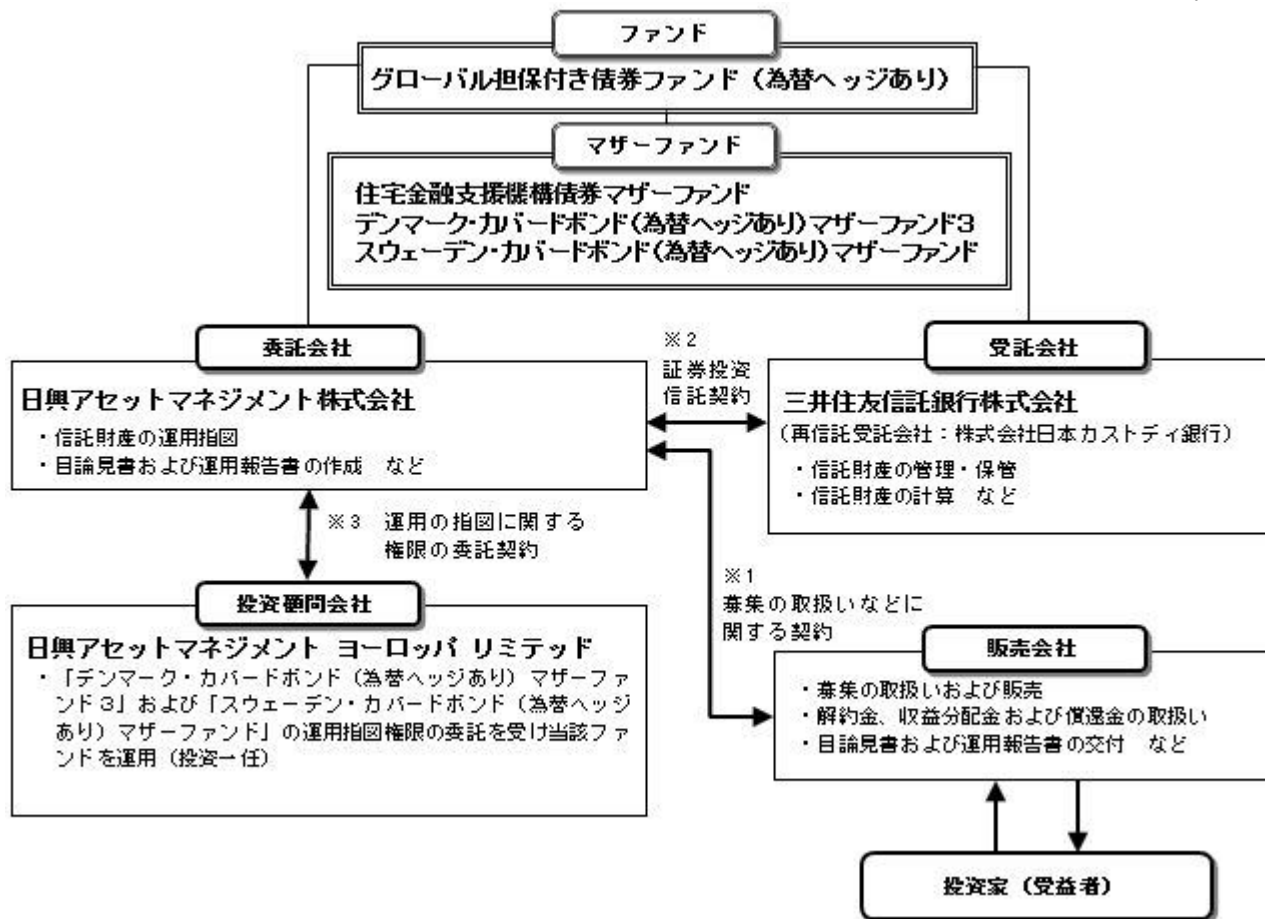 ファンド
グローバル担保付き債券ファンド（為替ヘッジあり）
マザーファンド
住宅金融支援機構債券マザーファンド
デンマーク・カバードボンド(為替ヘッジあり)マザーファンド3
スウェーデン・カバードボンド(為替ヘッジあり)マザーファンド
委託会社
日興アセットマネジメント株式会社
・信託財産の運用指図
・目論見書および運用報告書の作成　など
※2
証券投資
信託契約
受託会社
三井住友信託銀行株式会社
（再信託受託会社：株式会社日本カストディ銀行）
・信託財産の管理・保管
・信託財産の計算　など
※3　運用の指図に関する
権限の委託契約
投資顧問会社
日興アセットマネジメント ヨーロッパ リミテッド
・「デンマーク・カバードボンド（為替ヘッジあり）マザーファ
ンド3」および「スウェーデン・カバードボンド（為替ヘッジ
あり）マザーファンド」の運用指図権限の委託を受け当該ファ
ンドを運用（投資一任）
※1
募集の取扱いなどに
関する契約
販売会社
・募集の取扱いおよび販売
・解約金、収益分配金および償還金の取扱い
・目論見書および運用報告書の交付　など
投資家（受益者）